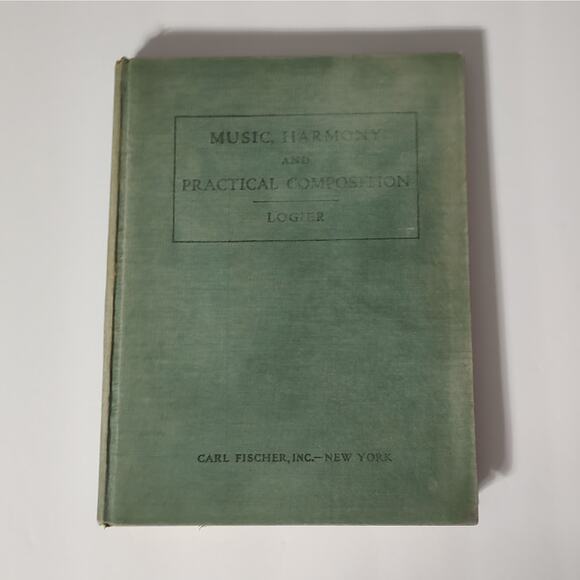 MUSIC, HARMONY
AND
PRACTICAL COMPOSITION
LOGIER
CARL FISCHER, INC.—NEW YORK